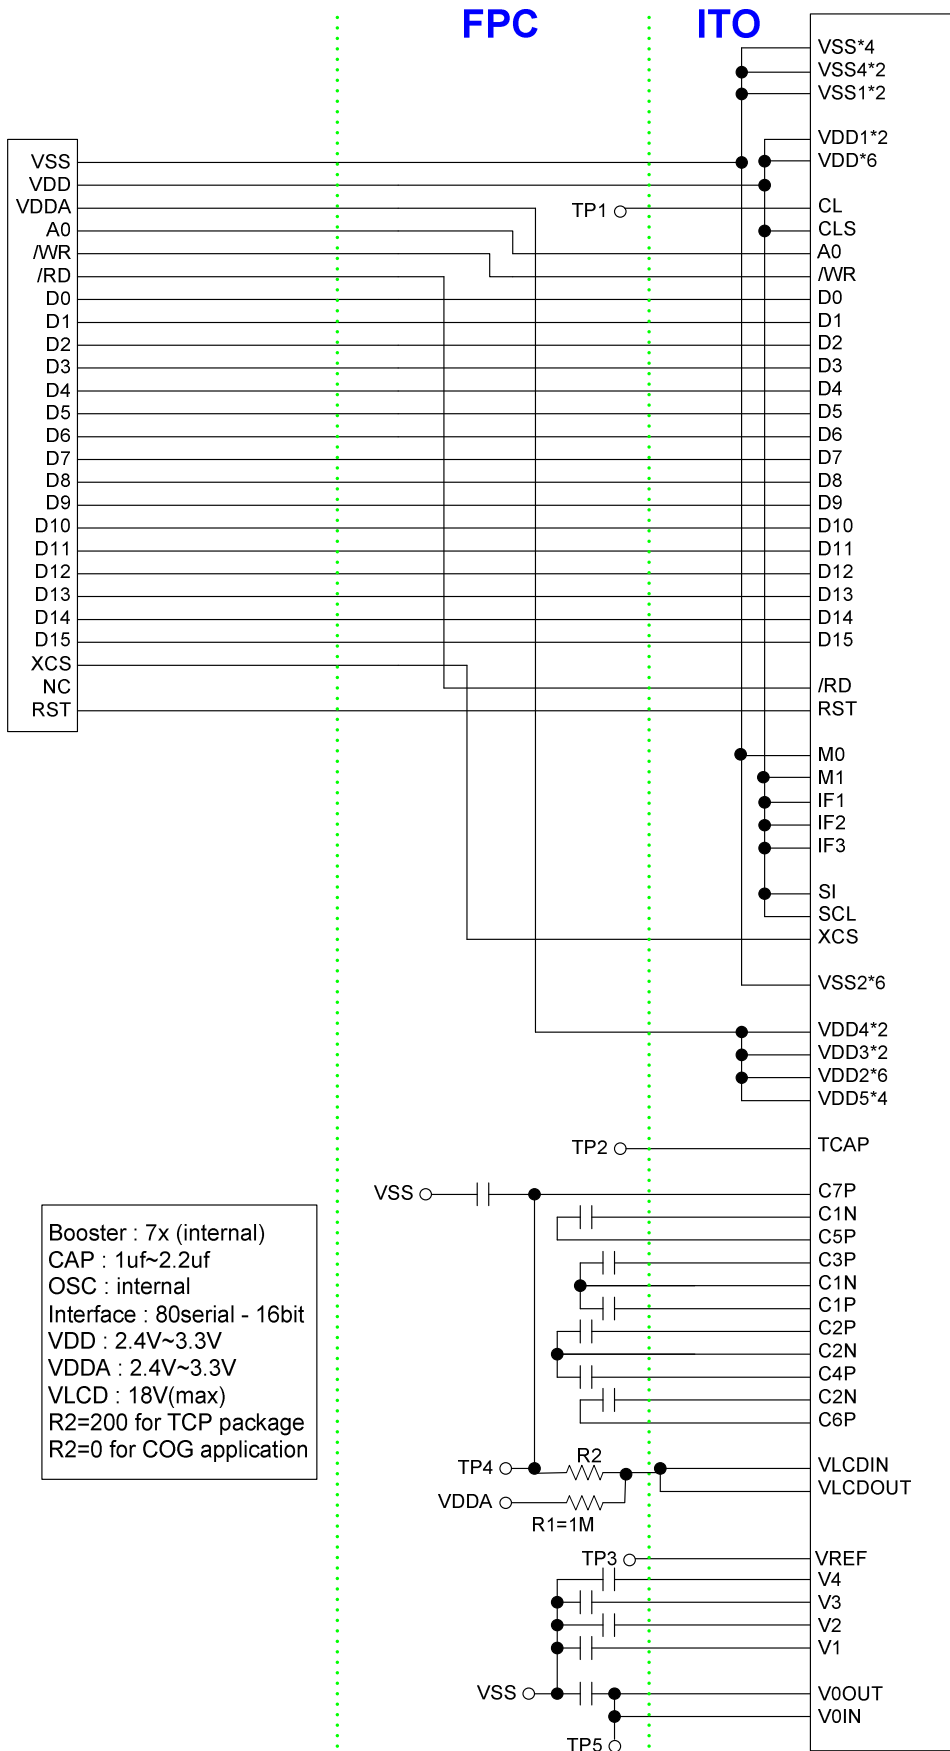 FPC
ITO
VSS
VDD
VDDA
A0
/WR
/RD
D0
D1
D2
D3
D4
D5
D6
D7
D8
D9
D10
D11
D12
D13
D14
D15
XCS
NC
RST
TP1
VSS*4
VSS4*2
VSS1*2
VDD1*2
VDD*6
CL
CLS
A0
/WR
D0
D1
D2
D3
D4
D5
D6
D7
D8
D9
D10
D11
D12
D13
D14
D15
/RD
RST
M0
M1
IF1
IF2
IF3
SI
SCL
XCS
VSS2*6
VDD4*2
VDD3*2
VDD2*6
VDD5*4
TP2
TCAP
VSS
C7P
C1N
C5P
C3P
C1N
C1P
C2P
C2N
C4P
C2N
C6P
Booster : 7x (internal)
CAP : 1uf~2.2uf
OSC : internal
Interface : 80serial - 16bit
VDD : 2.4V~3.3V
VDDA : 2.4V~3.3V
VLCD : 18V(max)
R2=200 for TCP package
R2=0 for COG application
TP4
R2
VDDA
R1=1M
VLCDIN
VLCDOUT
TP3
VREF
V4
V3
V2
V1
VSS
V0OUT
V0IN
TP5